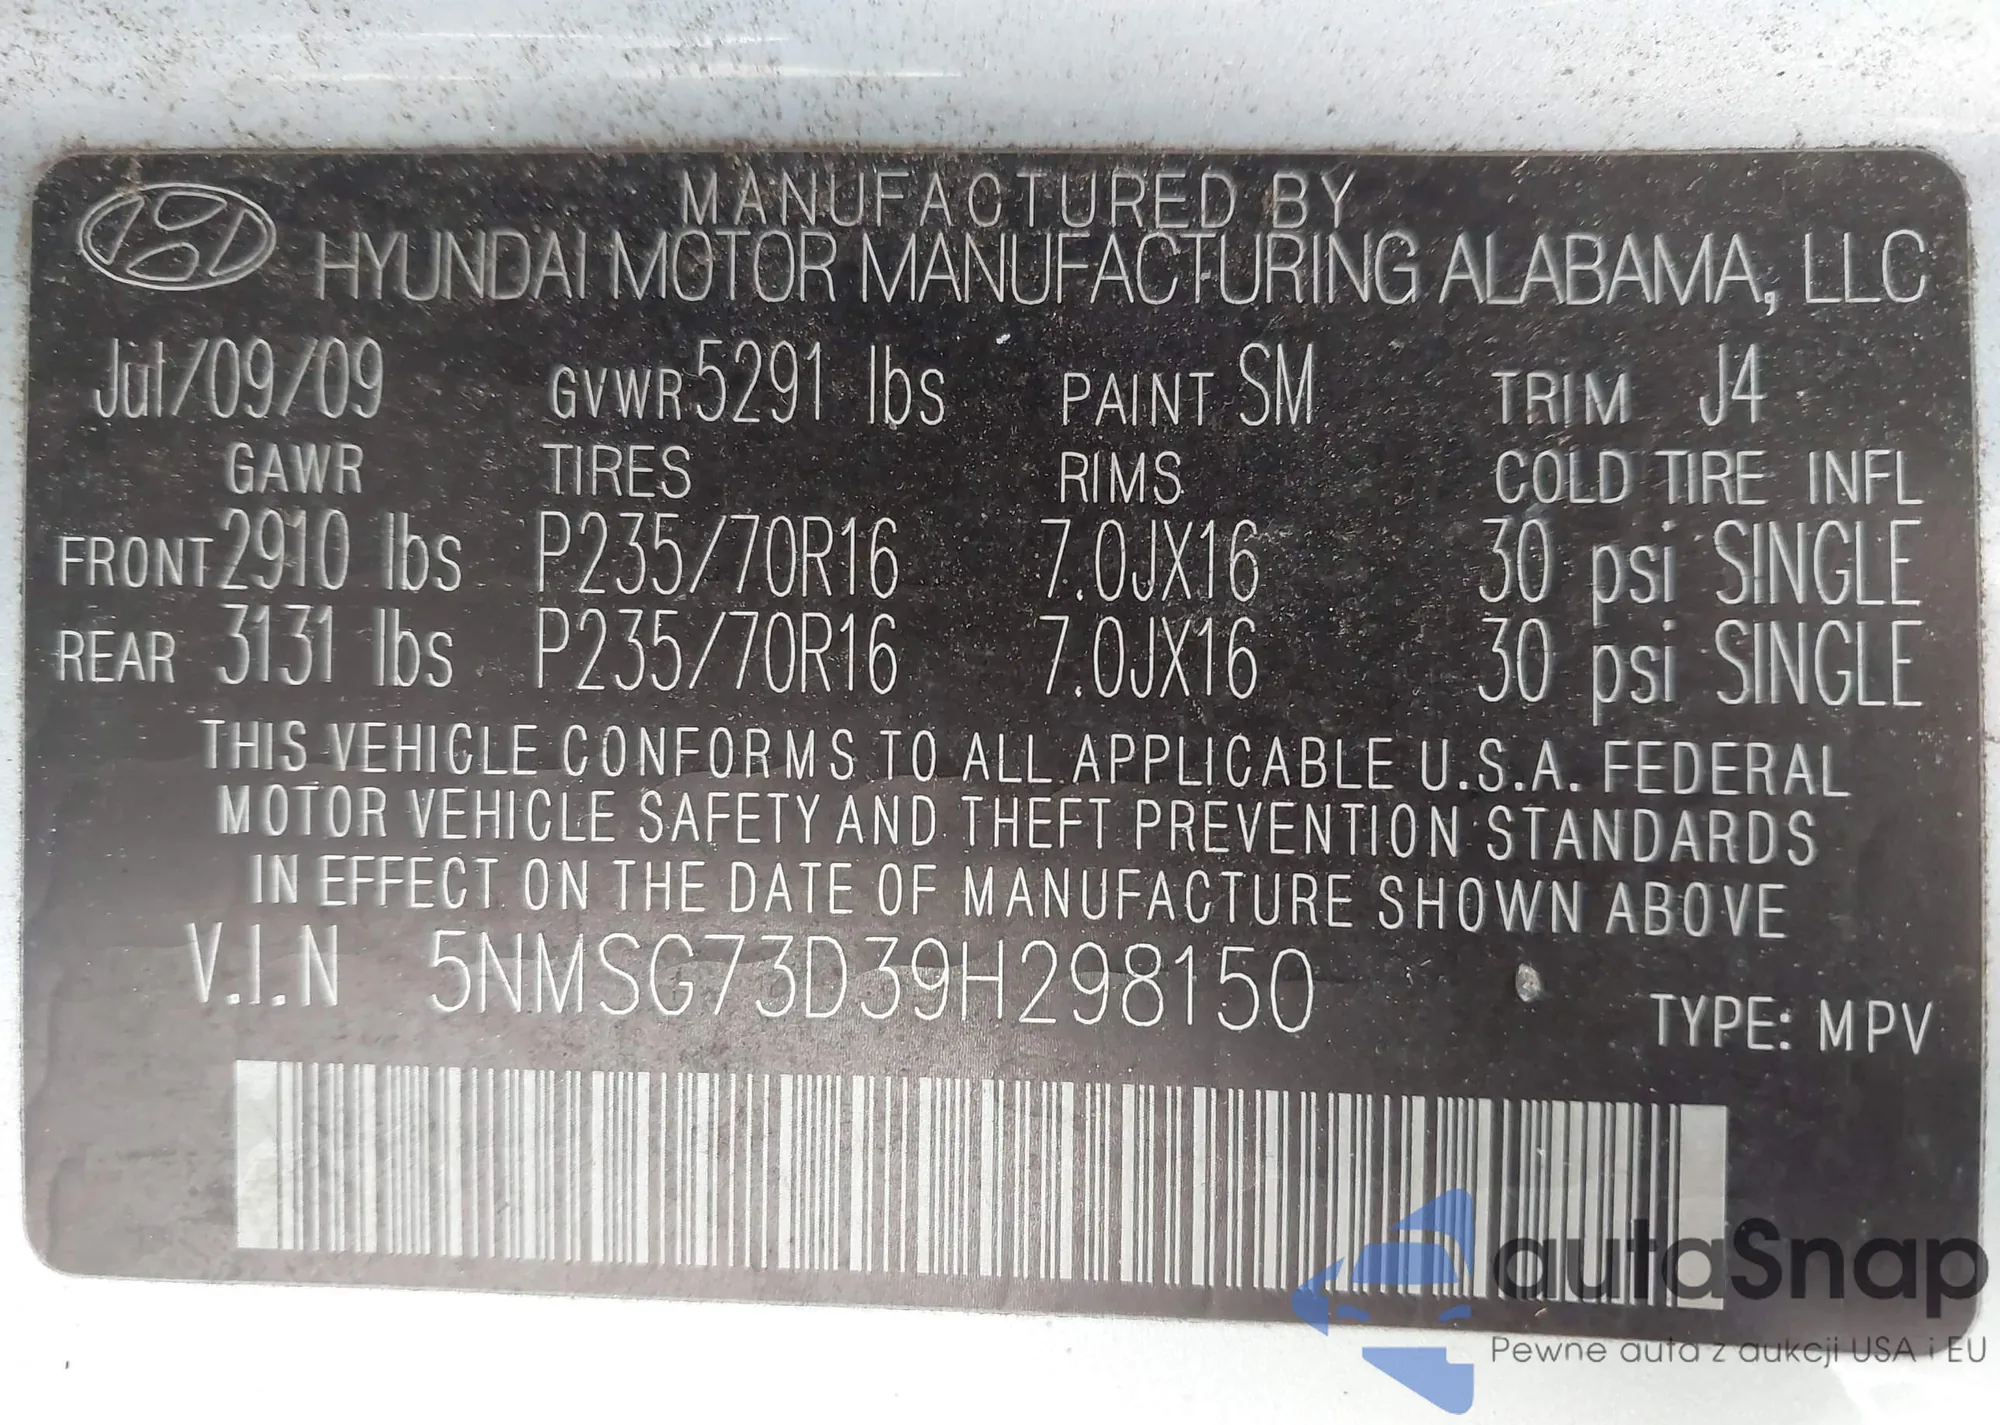 MANUFACTURED BY
HYUNDAI MOTOR MANUFACTURING ALABAMA, LLC
Jul/09/09 GVWR 5291 lbs PAINT SM TRIM J4
GAWR TIRES RIMS COLD TIRE INFL
FRONT 2910 lbs P235/70R16 7.0JX16 30 psi SINGLE
REAR 3131 lbs P235/70R16 7.0JX16 30 psi SINGLE
THIS VEHICLE CONFORMS TO ALL APPLICABLE U.S.A. FEDERAL
MOTOR VEHICLE SAFETY AND THEFT PREVENTION STANDARDS
IN EFFECT ON THE DATE OF MANUFACTURE SHOWN ABOVE
V.I.N 5NMSG73D39H298150
TYPE: MPV
autaSnap
Pewne auta z aukcji USA i EU